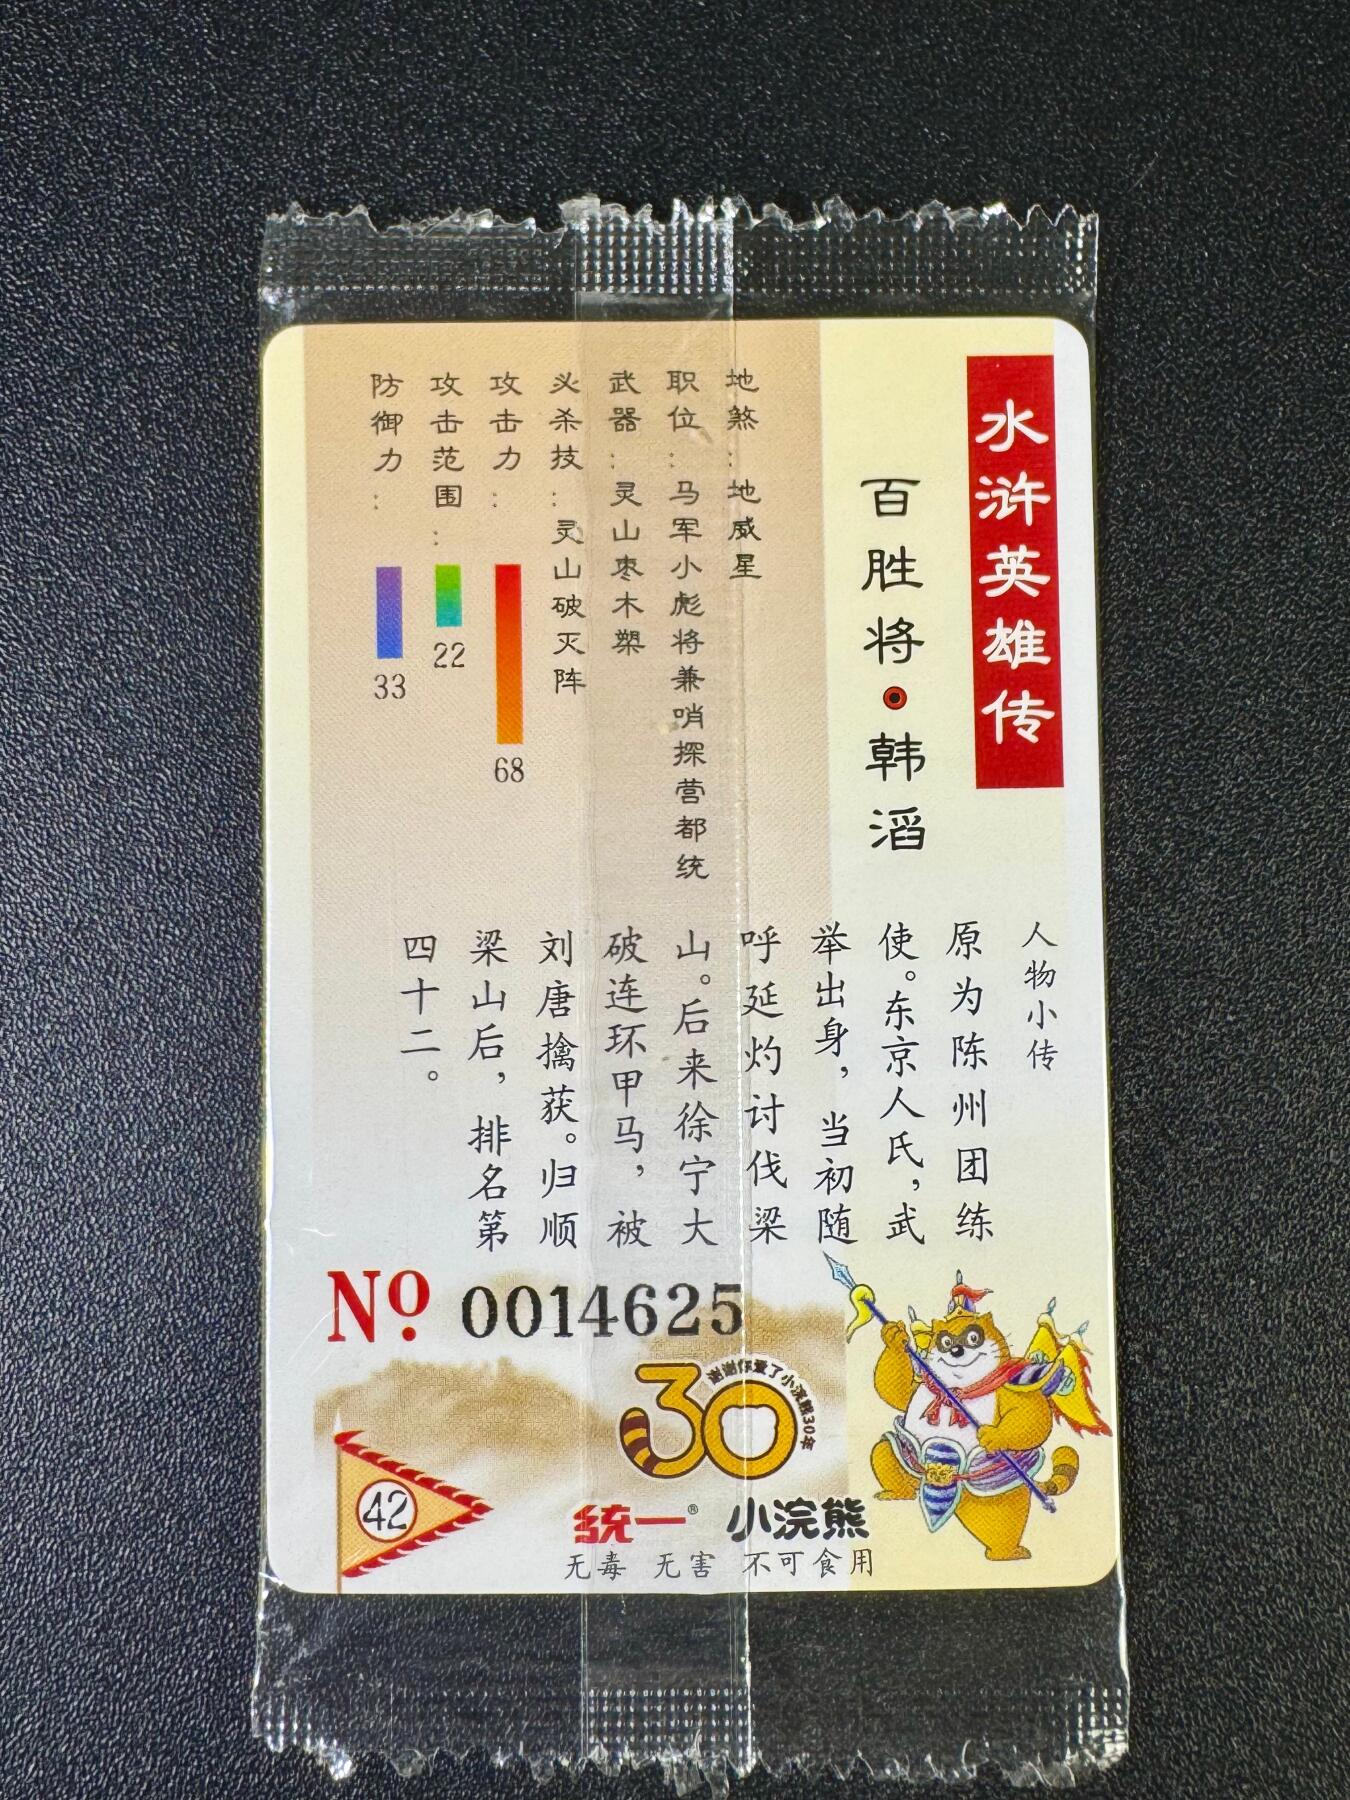 水浒英雄传
百胜将·韩滔
地煞：地威星
职位：马军小彪将兼哨探营都统
武器：灵山枣木槊
必杀技：灵山破灭阵
攻击力：
68
攻击范围：
22
防御力：
33
人物小传
原为陈州团练
使。东京人氏，武
举出身，当初随
呼延灼讨伐梁
山。后来徐宁大
破连环甲马，被
刘唐擒获。归顺
梁山后，排名第
四十二。
Nº. 0014625
30
谢谢你爱了小浣熊30年
42
统一® 小浣熊
无毒 无害 不可食用